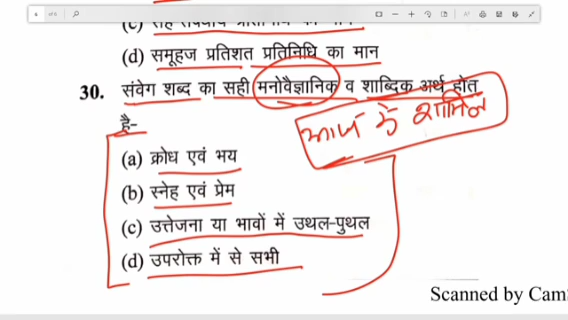 (d) समूहज प्रतिशत प्रतिनिधि का मान
30. संवेग शब्द का सही मनोवैज्ञानिक व शाब्दिक अर्थ होत
है-
(a) क्रोध एवं भय
(b) स्नेह एवं प्रेम
(c) उत्तेजना या भावों में उथल-पुथल
(d) उपरोक्त में से सभी
Scanned by Cam